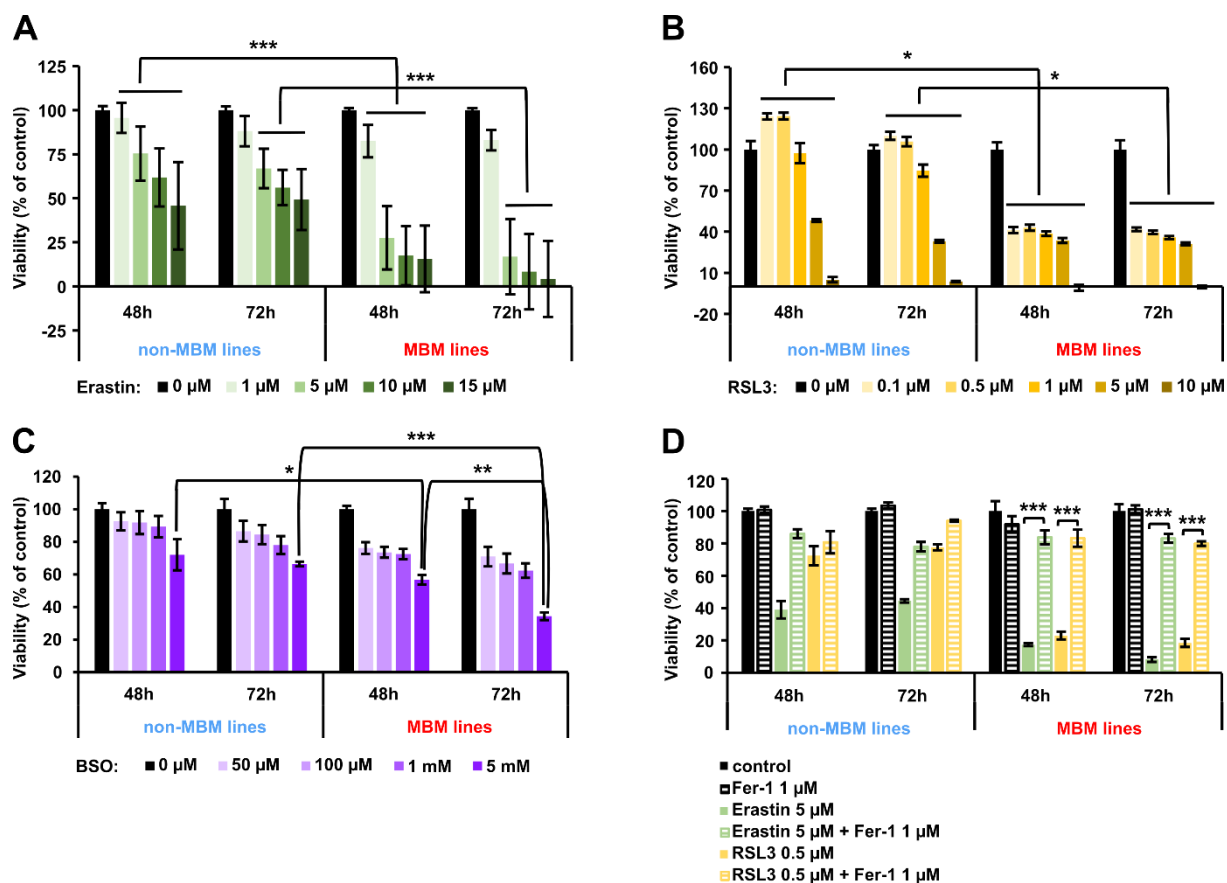 A
***
***
Viability (% of control)
125
100
75
50
25
0
-25
48h 72h 48h 72h
non-MBM lines MBM lines
Erastin: 0 µM 1 µM 5 µM 10 µM 15 µM
B
*
*
Viability (% of control)
160
130
100
70
40
10
-20
48h 72h 48h 72h
non-MBM lines MBM lines
RSL3: 0 µM 0.1 µM 0.5 µM 1 µM 5 µM 10 µM
C
***
* **
Viability (% of control)
120
100
80
60
40
20
0
48h 72h 48h 72h
non-MBM lines MBM lines
BSO: 0 µM 50 µM 100 µM 1 mM 5 mM
D
*** *** *** ***
Viability (% of control)
120
100
80
60
40
20
0
48h 72h 48h 72h
non-MBM lines MBM lines
control
Fer-1 1 µM
Erastin 5 µM
Erastin 5 µM + Fer-1 1 µM
RSL3 0.5 µM
RSL3 0.5 µM + Fer-1 1 µM